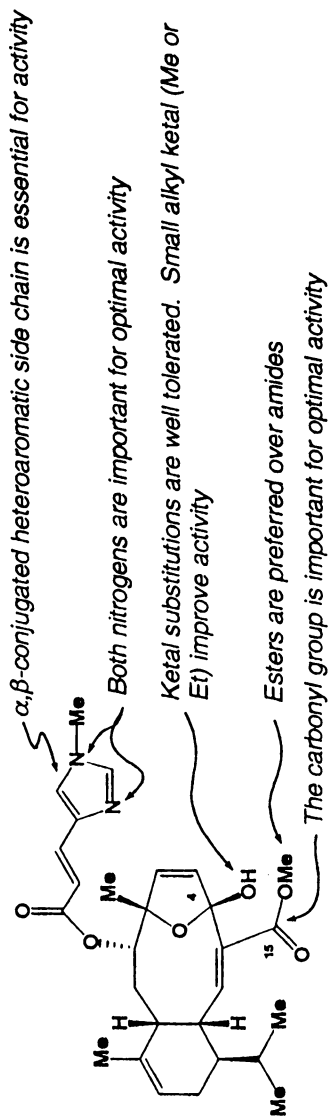 α,β-conjugated heteroaromatic side chain is essential for activity
Both nitrogens are important for optimal activity
Ketal substitutions are well tolerated. Small alkyl ketal (Me or
Et) improve activity
Esters are preferred over amides
The carbonyl group is important for optimal activity
O
O
N
Me
N
Me
O
4
OH
15
OMe
O
H
H
Me
Me
Me